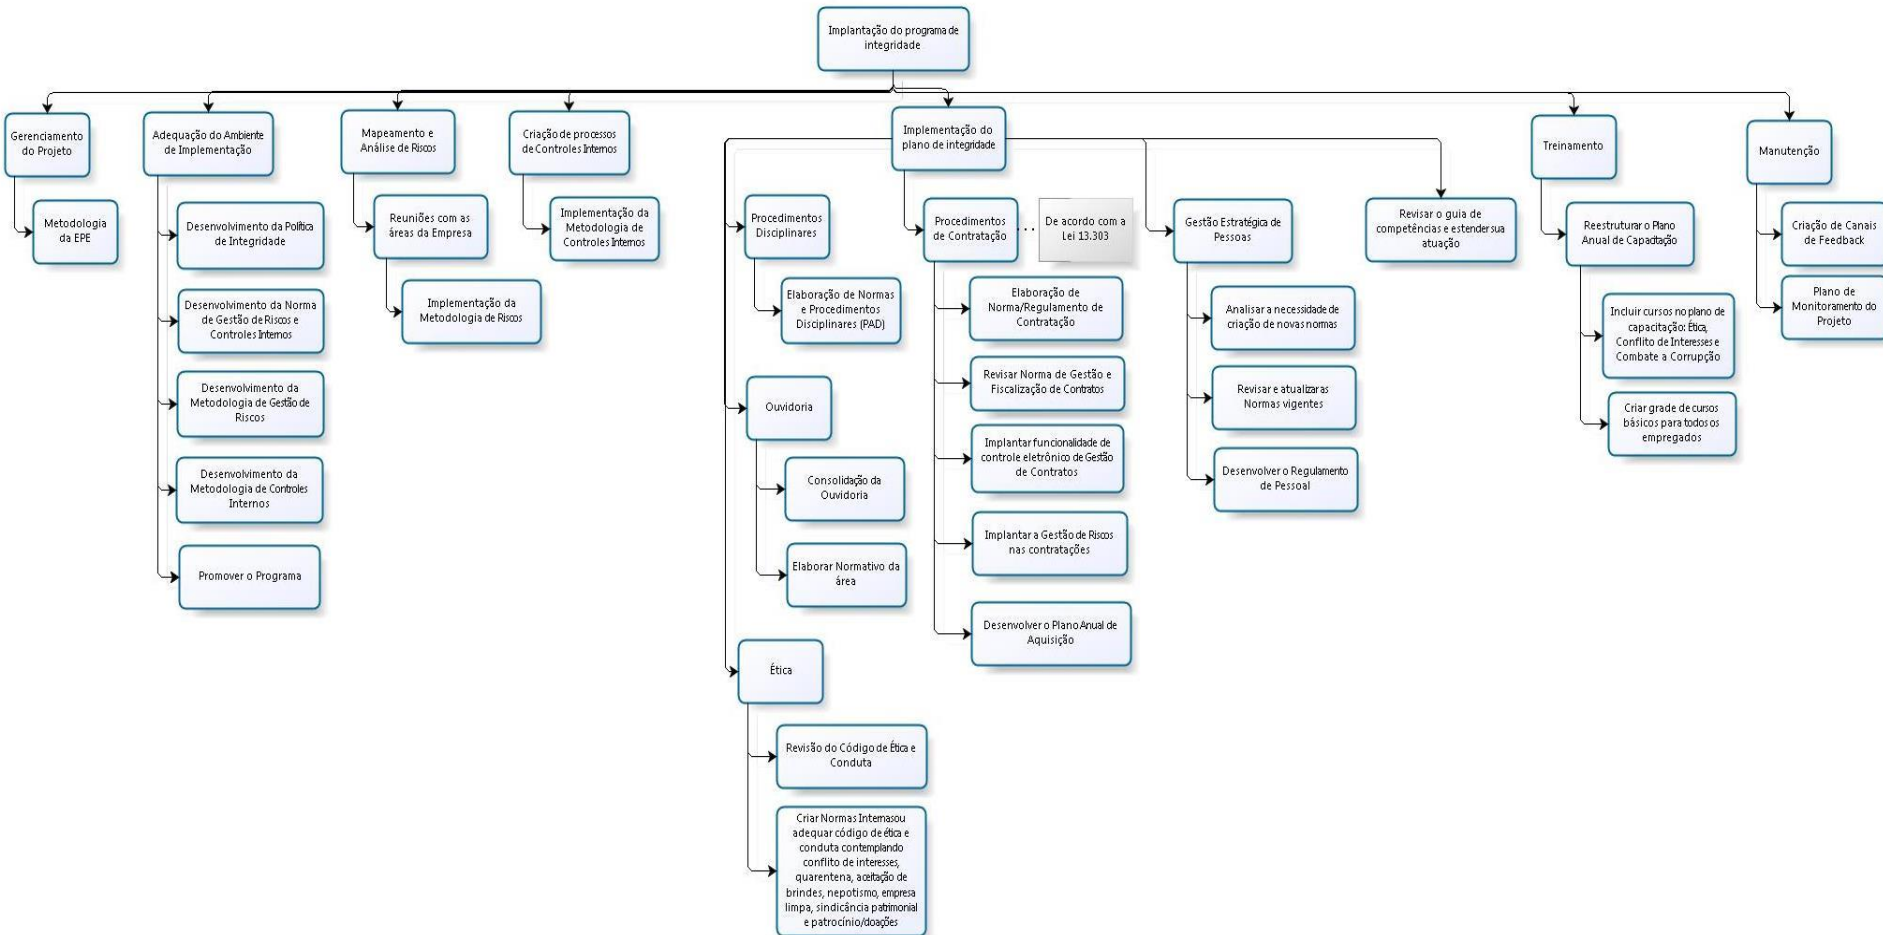 Implantação do programa de
integridade
Gerenciamento
do Projeto
Metodologia
da EPE
Adequação do Ambiente
de Implementação
Desenvolvimento da Política
de Integridade
Desenvolvimento da Norma
de Gestão de Riscos e
Controles Internos
Desenvolvimento da
Metodologia de Gestão de
Riscos
Desenvolvimento da
Metodologia de Controles
Internos
Promover o Programa
Mapeamento e
Análise de Riscos
Reuniões com as
áreas da Empresa
Implementação da
Metodologia de Riscos
Criação de processos
de Controles Internos
Implementação da
Metodologia de
Controles Internos
Implementação do
plano de integridade
Procedimentos
Disciplinares
Elaboração de Normas
e Procedimentos
Disciplinares (PAD)
Ouvidoria
Consolidação da
Ouvidoria
Elaborar Normativo da
área
Ética
Revisão do Código de Ética e
Conduta
Criar Normas Internas ou
adequar código de ética e
conduta contemplando
conflito de interesses,
quarentena, aceitação de
brindes, nepotismo, empresa
limpa, sindicância patrimonial
e patrocínio/doações
Procedimentos
de Contratação
De acordo com a
Lei 13.303
Elaboração de
Norma/Regulamento de
Contratação
Revisar Norma de Gestão e
Fiscalização de Contratos
Implantar funcionalidade de
controle eletrônico de Gestão
de Contratos
Implantar a Gestão de Riscos
nas contratações
Desenvolver o Plano Anual de
Aquisição
Gestão Estratégica de
Pessoas
Analisar a necessidade de
criação de novas normas
Revisar e atualizar as
Normas vigentes
Desenvolver o Regulamento
de Pessoal
Revisar o guia de
competências e estender sua
atuação
Treinamento
Reestruturar o Plano
Anual de Capacitação
Incluir cursos no plano de
capacitação: Ética,
Conflito de Interesses e
Combate a Corrupção
Criar grade de cursos
básicos para todos os
empregados
Manutenção
Criação de Canais
de Feedback
Plano de
Monitoramento do
Projeto